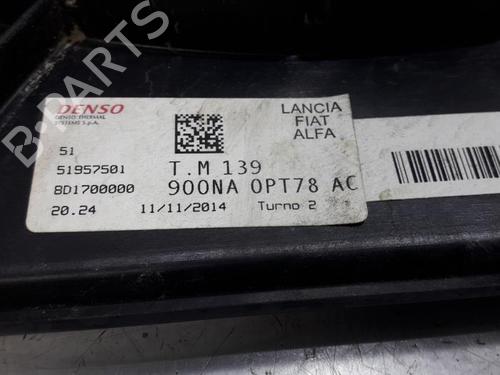 B-PARTS
DENSO
DENSO THERMAL
SYSTEMS S.p.A.
LANCIA
FIAT
ALFA
51
51957501
T.M 139
8D1700000
900NA OPT78 AC
20.24
11/11/2014
Turno 2